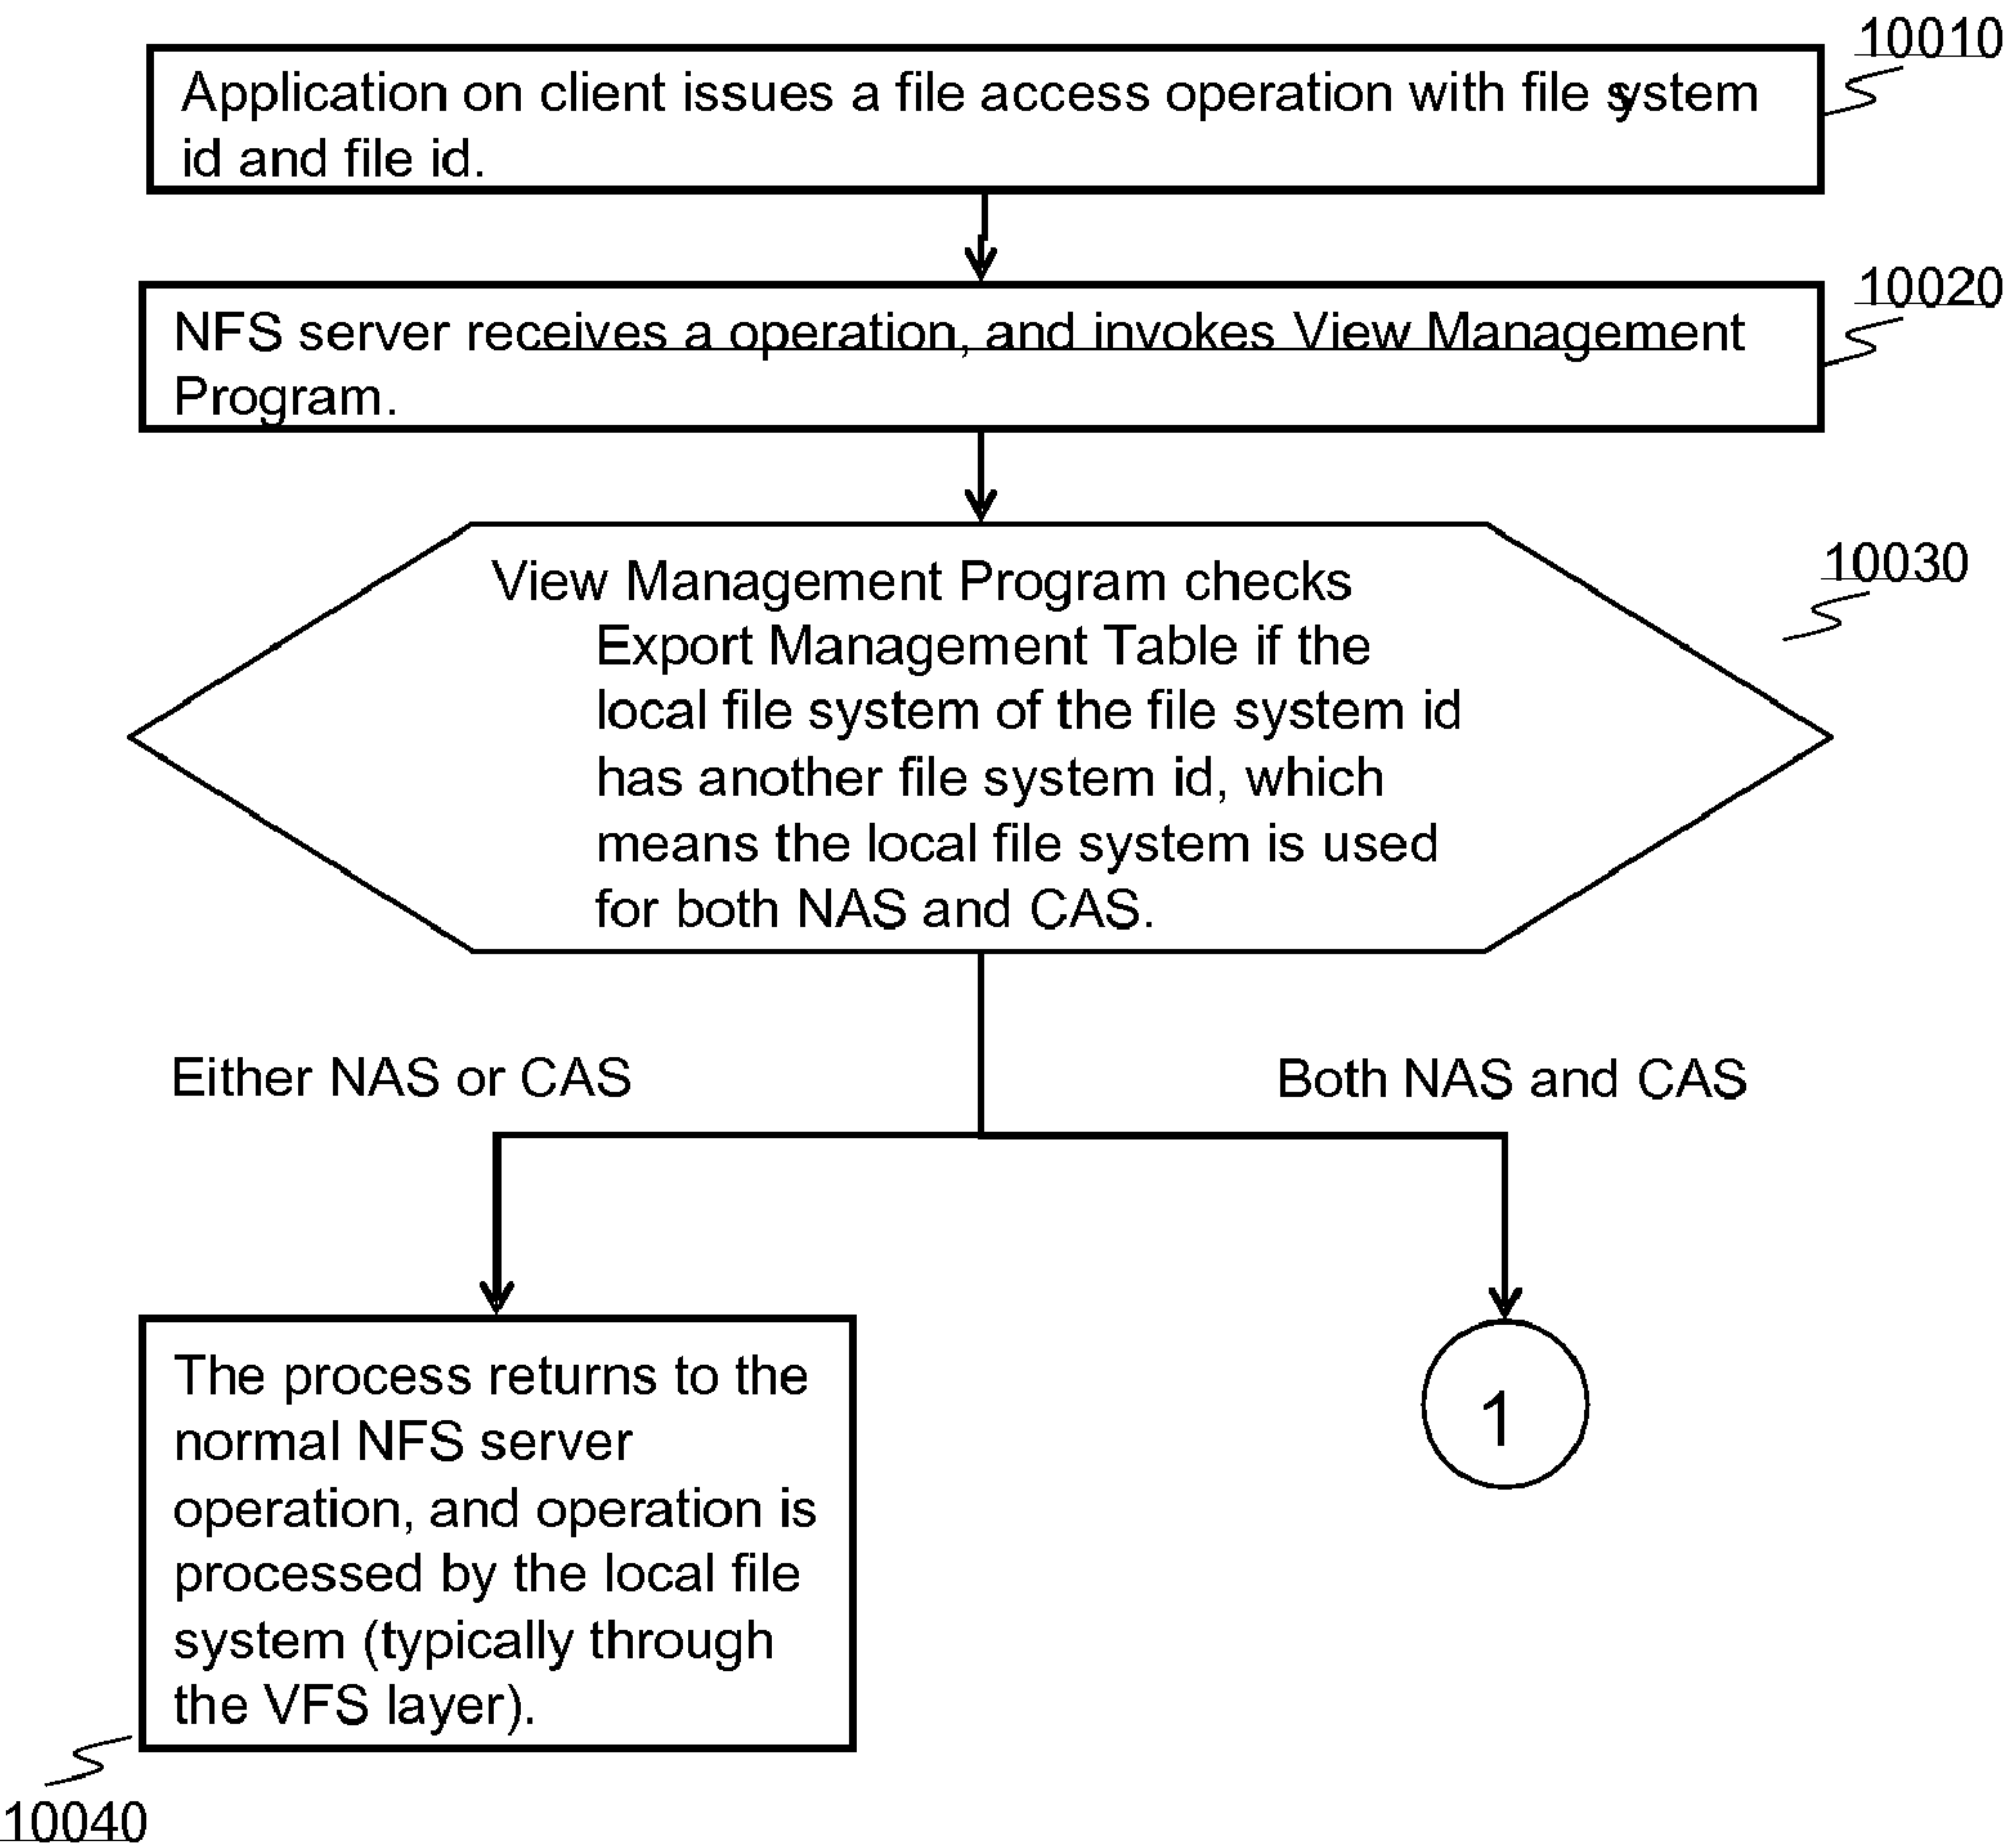 10010
Application on client issues a file access operation with file system
id and file id.
10020
NFS server receives a operation, and invokes View Management
Program.
10030
View Management Program checks
Export Management Table if the
local file system of the file system id
has another file system id, which
means the local file system is used
for both NAS and CAS.
Either NAS or CAS
Both NAS and CAS
The process returns to the
normal NFS server
operation, and operation is
processed by the local file
system (typically through
the VFS layer).
1
10040